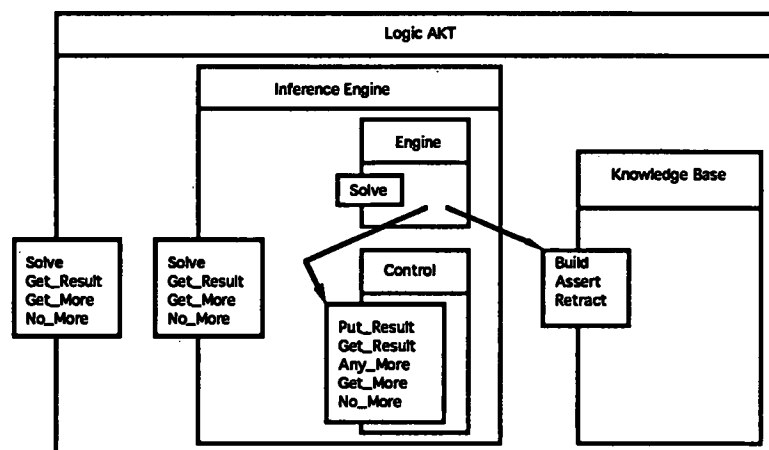 Logic AKT
Inference Engine
Engine
Solve
Knowledge Base
Solve
Get_Result
Get_More
No_More
Solve
Get_Result
Get_More
No_More
Control
Build
Assert
Retract
Put_Result
Get_Result
Any_More
Get_More
No_More